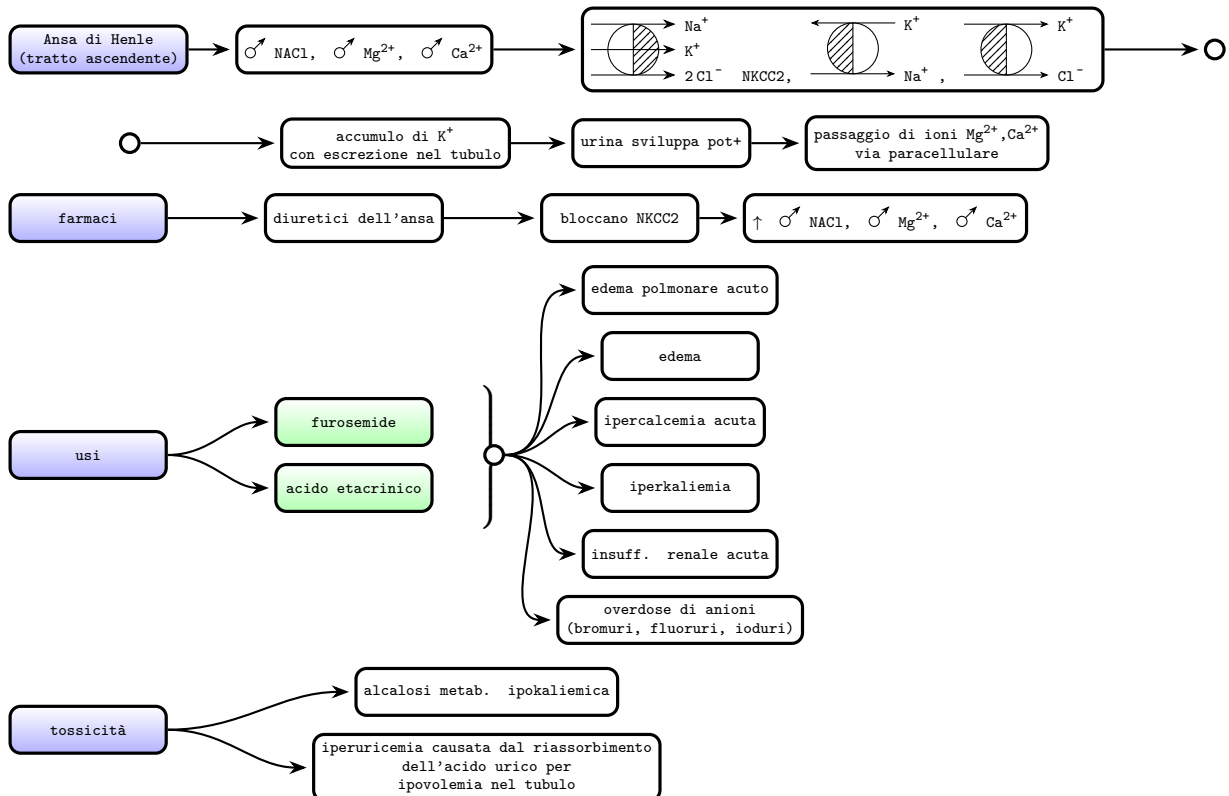 Ansa di Henle
(tratto ascendente)
♂ NACl, ♂ Mg²⁺, ♂ Ca²⁺
Na⁺
K⁺
2 Cl⁻ NKCC2,
K⁺
Na⁺ ,
K⁺
Cl⁻
accumulo di K⁺
con escrezione nel tubulo
urina sviluppa pot+
passaggio di ioni Mg²⁺,Ca²⁺
via paracellulare
farmaci
diuretici dell'ansa
bloccano NKCC2
↑ ♂ NACl, ♂ Mg²⁺, ♂ Ca²⁺
usi
furosemide
acido etacrinico
edema polmonare acuto
edema
ipercalcemia acuta
iperkaliemia
insuff. renale acuta
overdose di anioni
(bromuri, fluoruri, ioduri)
tossicità
alcalosi metab. ipokaliemica
iperuricemia causata dal riassorbimento
dell'acido urico per
ipovolemia nel tubulo